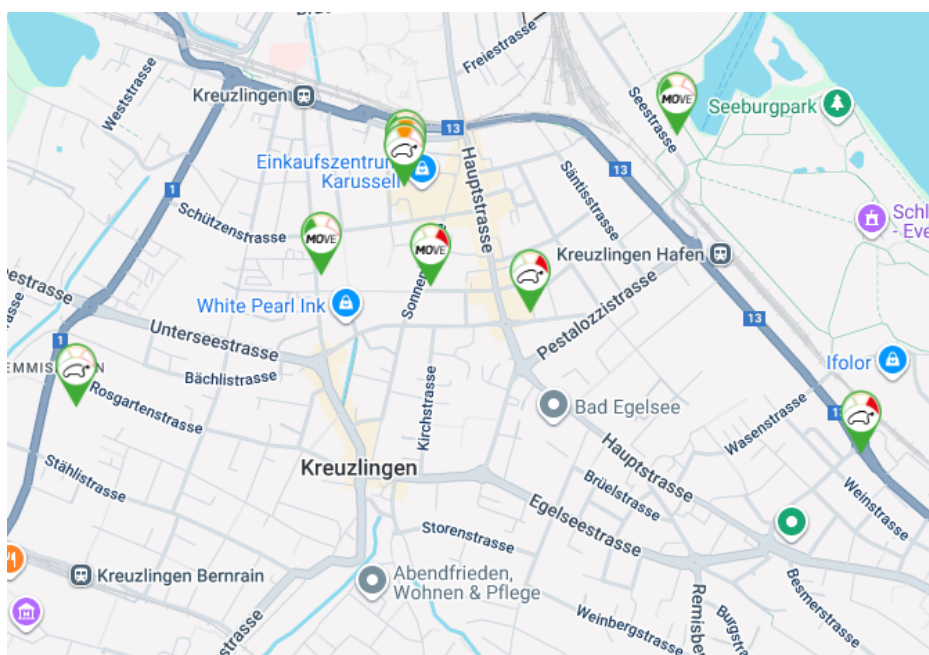 Freiestrasse
Weststrasse
Kreuzlingen
13
Seestrasse
MOVE
Seeburgpark
Einkaufszentrum
Karussell
Hauptstrasse
13
Säntisstrasse
1
Schützenstrasse
MOVE
MOVE
Kreuzlingen Hafen
White Pearl Ink
Pestalozzistrasse
13
Unterseestrasse
1
Bächlistrasse
Ifolor
Rosgartenstrasse
Kirchstrasse
Bad Egelsee
Wasenstrasse
Hauptstrasse
Kreuzlingen
Stählistrasse
Brüelstrasse
Weinstrasse
Egelseestrasse
Storenstrasse
Kreuzlingen Bernrain
Abendfrieden,
Wohnen & Pflege
Besmerstrasse
Weinbergstrasse